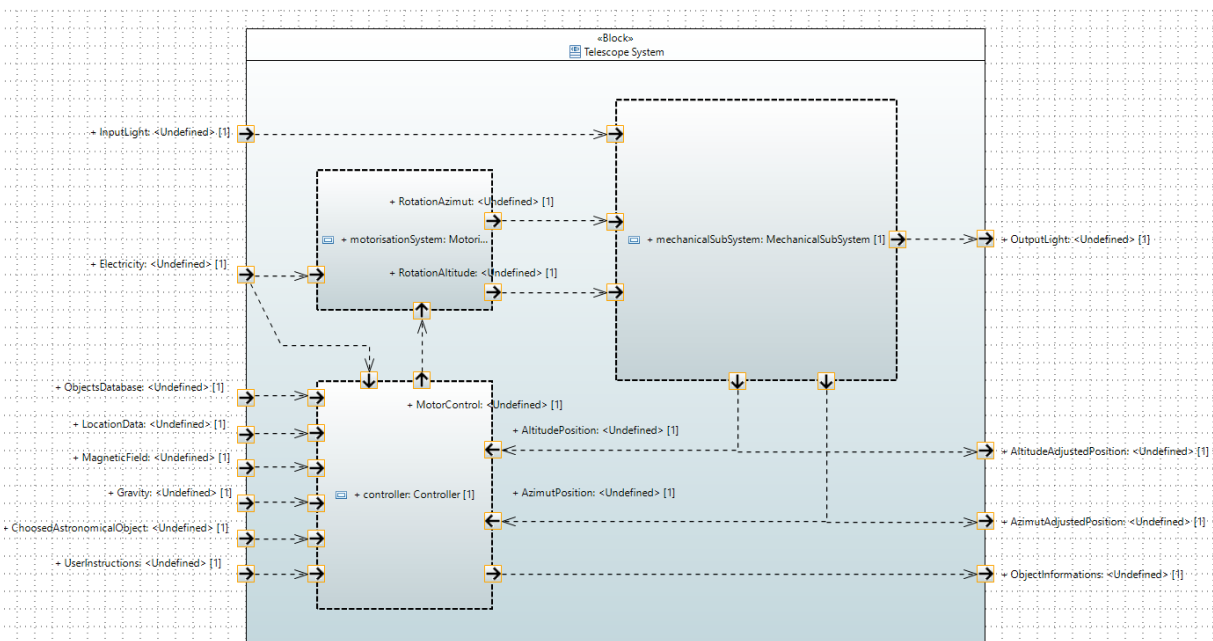 «Block»
Telescope System
+ InputLight: <Undefined> [1]
+ RotationAzimut: <Undefined> [1]
+ motorisationSystem: Motori...
+ mechanicalSubSystem: MechanicalSubSystem [1]
+ OutputLight: <Undefined> [1]
+ Electricity: <Undefined> [1]
+ RotationAltitude: <Undefined> [1]
+ ObjectsDatabase: <Undefined> [1]
+ MotorControl: <Undefined> [1]
+ LocationData: <Undefined> [1]
+ AltitudePosition: <Undefined> [1]
+ AltitudeAdjustedPosition: <Undefined> [1]
+ MagneticField: <Undefined> [1]
+ Gravity: <Undefined> [1]
+ controller: Controller [1]
+ AzimutPosition: <Undefined> [1]
+ ChoosedAstronomicalObject: <Undefined> [1]
+ AzimutAdjustedPosition: <Undefined> [1]
+ UserInstructions: <Undefined> [1]
+ ObjectInformations: <Undefined> [1]